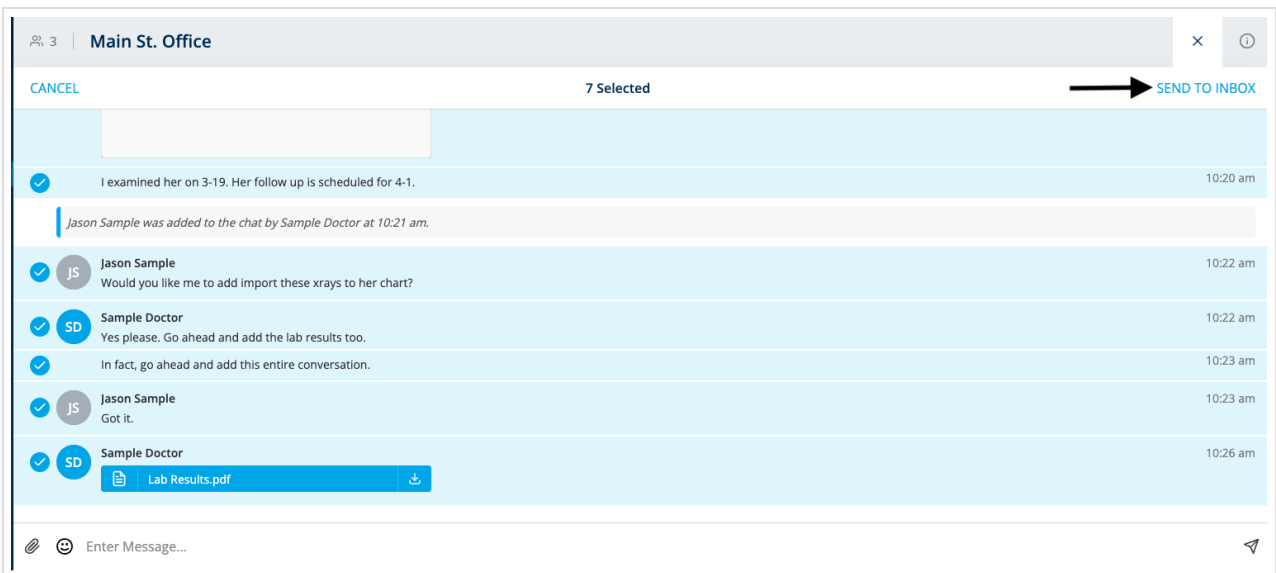 3 Main St. Office
CANCEL 7 Selected SEND TO INBOX
I examined her on 3-19. Her follow up is scheduled for 4-1. 10:20 am
Jason Sample was added to the chat by Sample Doctor at 10:21 am.
Jason Sample 10:22 am
JS
Would you like me to add import these xrays to her chart?
Sample Doctor 10:22 am
SD
Yes please. Go ahead and add the lab results too.
In fact, go ahead and add this entire conversation. 10:23 am
Jason Sample 10:23 am
JS
Got it.
Sample Doctor 10:26 am
SD
Lab Results.pdf
Enter Message...